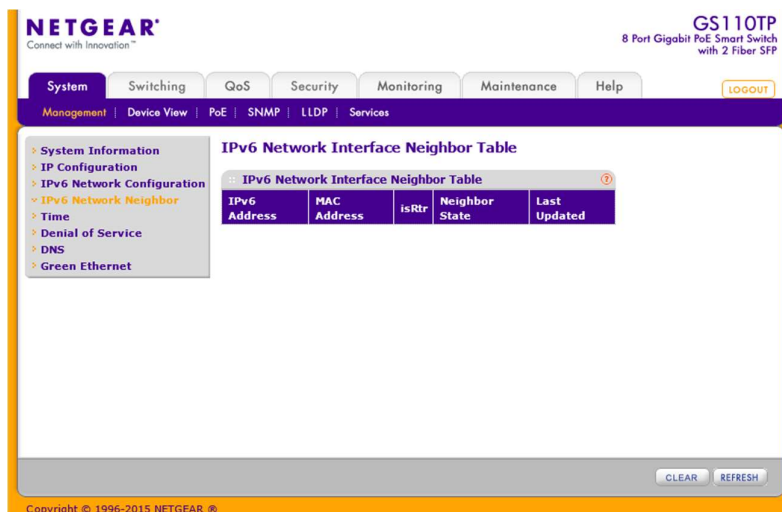 NETGEAR®
Connect with Innovation™
GS110TP
8 Port Gigabit PoE Smart Switch
with 2 Fiber SFP
System Switching QoS Security Monitoring Maintenance Help LOGOUT
Management | Device View | PoE | SNMP | LLDP | Services
System Information
IP Configuration
IPv6 Network Configuration
IPv6 Network Neighbor
Time
Denial of Service
DNS
Green Ethernet
IPv6 Network Interface Neighbor Table
IPv6 Network Interface Neighbor Table ?
IPv6 Address MAC Address isRtr Neighbor State Last Updated
CLEAR REFRESH
Copyright © 1996-2015 NETGEAR ®